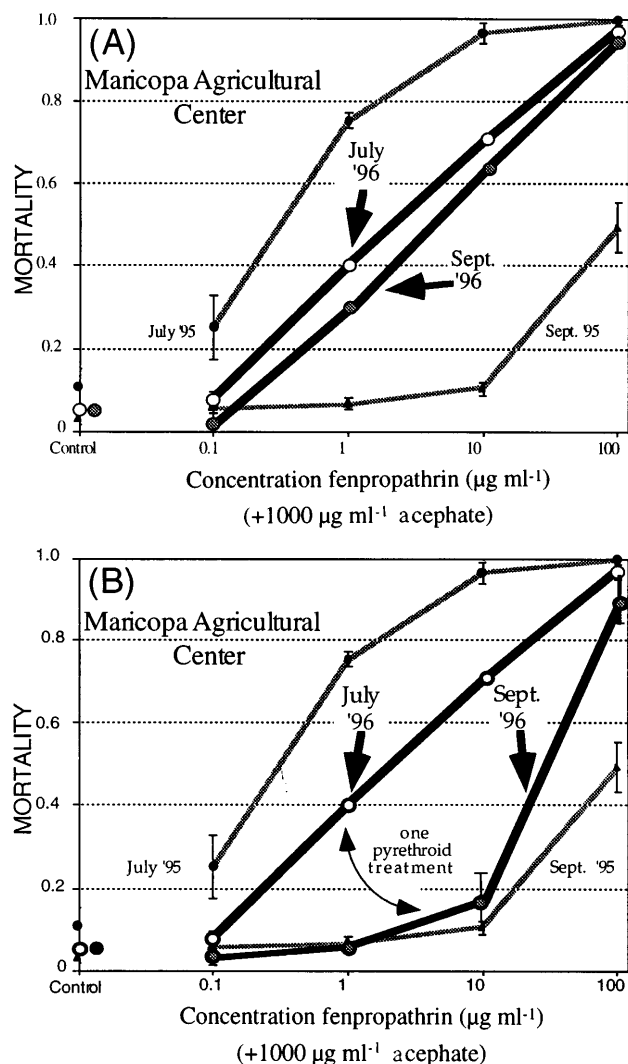 (A)
Maricopa Agricultural
Center
1.0
0.8
0.6
0.4
0.2
0
MORTALITY
July
'96
Sept.
'96
July '95
Sept. '95
Control
0.1
1
10
100
Concentration fenpropathrin (µg ml⁻¹)
(+1000 µg ml⁻¹ acephate)
(B)
Maricopa Agricultural
Center
1.0
0.8
0.6
0.4
0.2
0
MORTALITY
July
'96
Sept.
'96
one
pyrethroid
treatment
July '95
Sept. '95
Control
0.1
1
10
100
Concentration fenpropathrin (µg ml⁻¹)
(+1000 µg ml⁻¹ acephate)